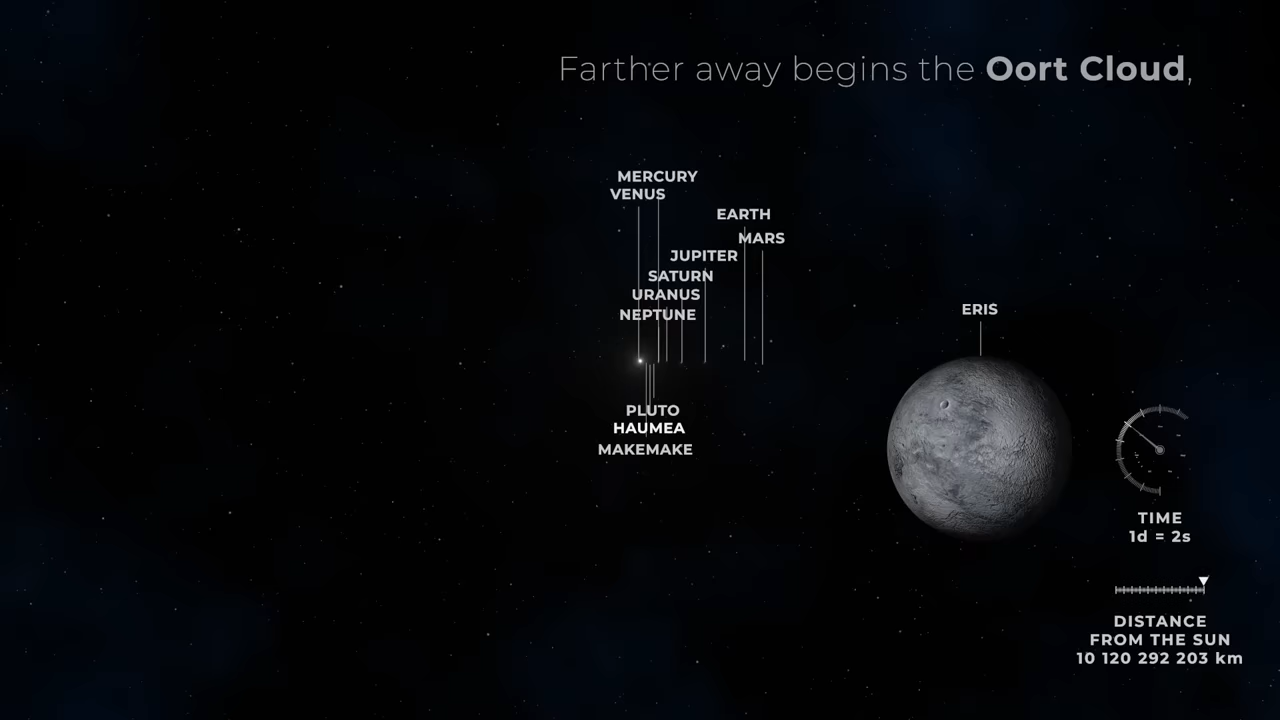 Farther away begins the Oort Cloud,
MERCURY
VENUS
EARTH
MARS
JUPITER
SATURN
URANUS
NEPTUNE
ERIS
PLUTO
HAUMEA
MAKEMAKE
TIME
1d = 2s
DISTANCE
FROM THE SUN
10 120 292 203 km